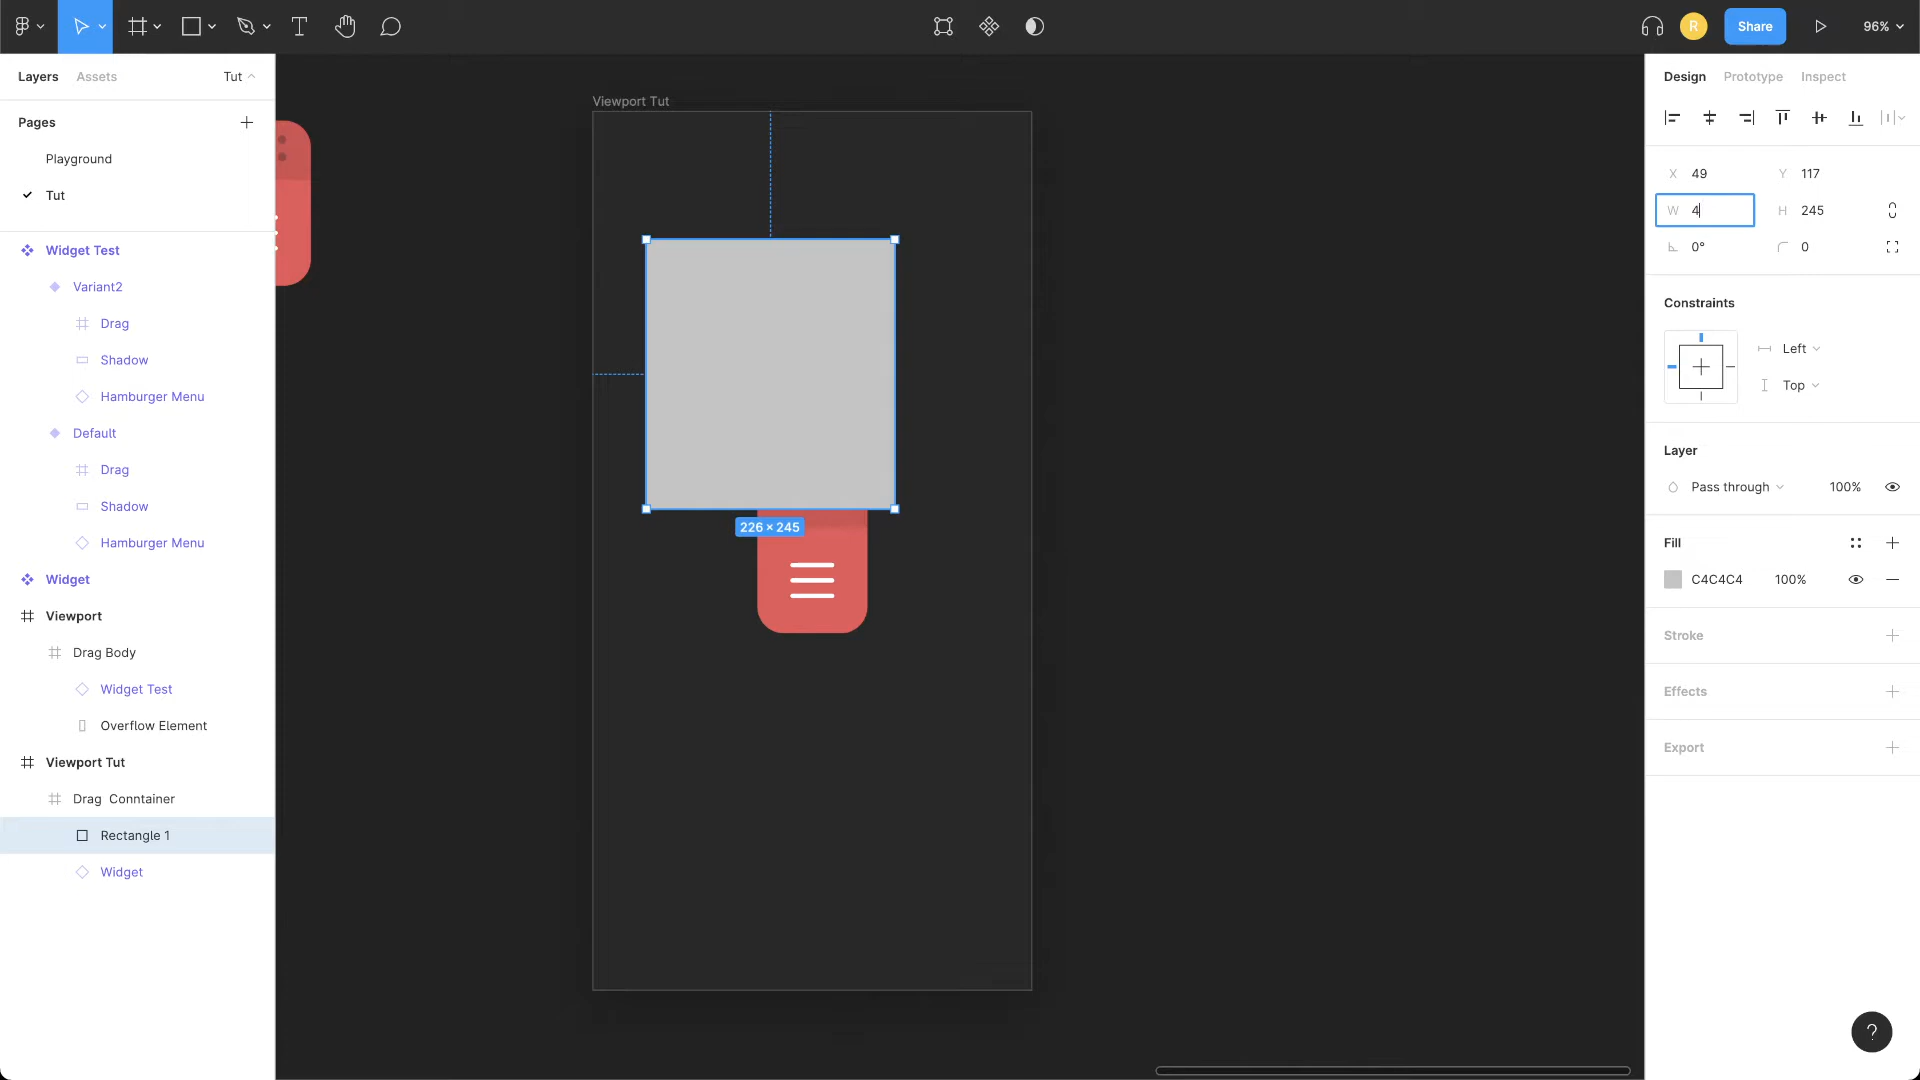 R
Share
96%
Layers
Assets
Tut
Pages
Playground
Tut
Widget Test
Variant2
Drag
Shadow
Hamburger Menu
Default
Drag
Shadow
Hamburger Menu
Widget
Viewport
Drag Body
Widget Test
Overflow Element
Viewport Tut
Drag  Conntainer
Rectangle 1
Widget
Viewport Tut
226 × 245
Design
Prototype
Inspect
X 49
Y 117
W 4
H 245
0°
0
Constraints
Left
Top
Layer
Pass through
100%
Fill
C4C4C4
100%
Stroke
Effects
Export
?